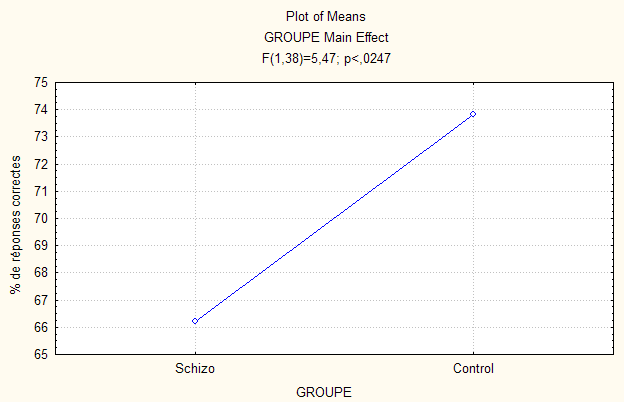 Plot of Means
GROUPE Main Effect
F(1,38)=5,47; p<,0247
% de réponses correctes
75
74
73
72
71
70
69
68
67
66
65
Schizo Control
GROUPE